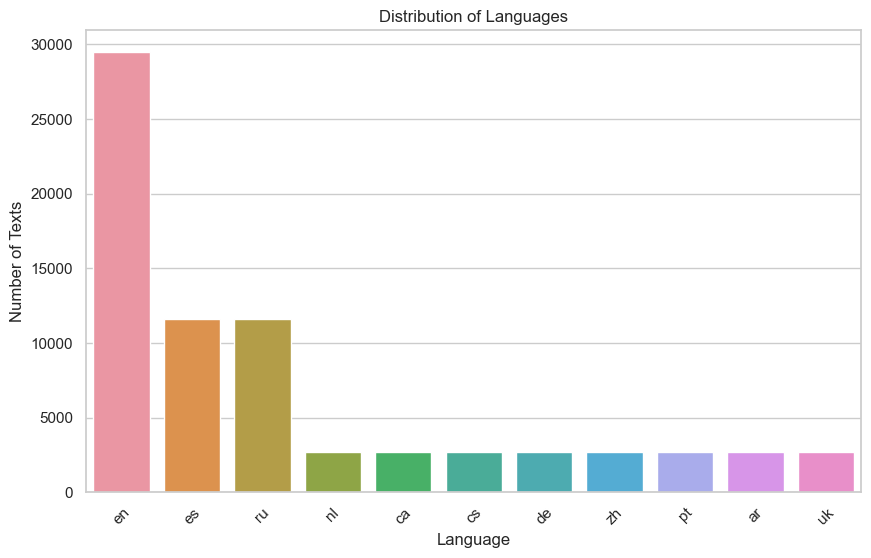 Distribution of Languages
30000
25000
20000
15000
10000
5000
0
Number of Texts
en es ru nl ca cs de zh pt ar uk
Language